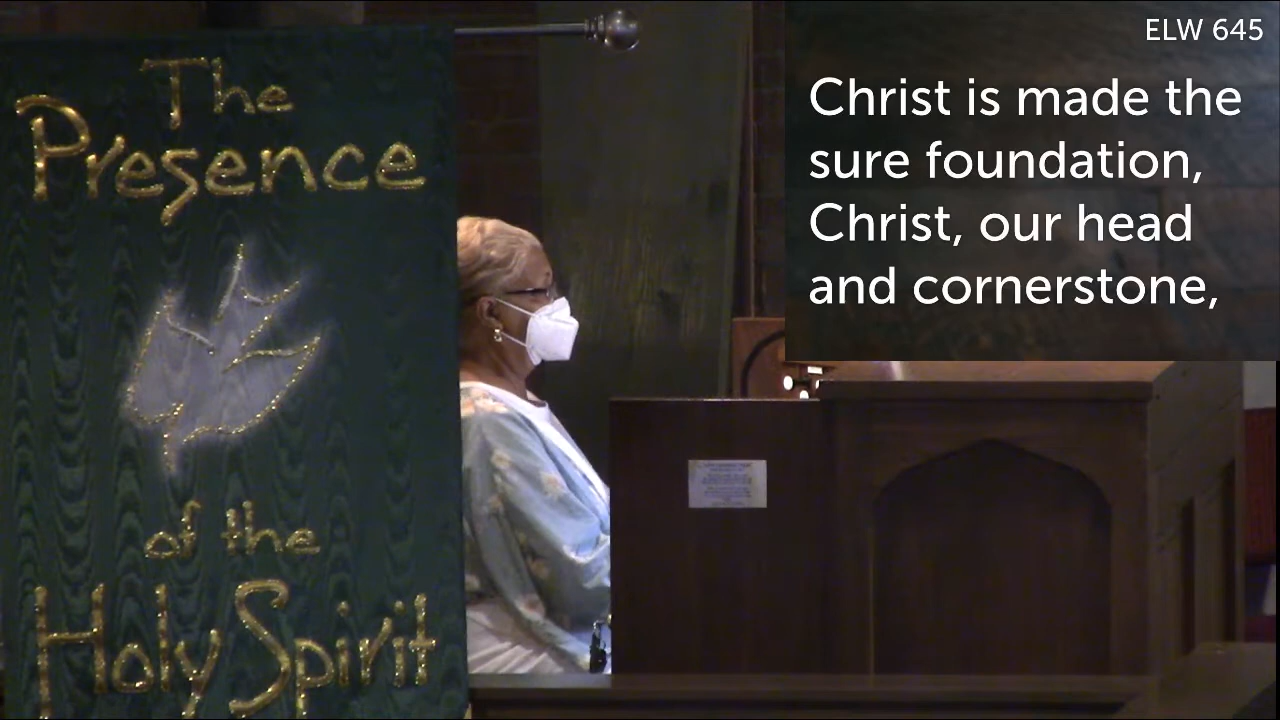 The
Presence
of the
Holy Spirit
ELW 645
Christ is made the
sure foundation,
Christ, our head
and cornerstone,